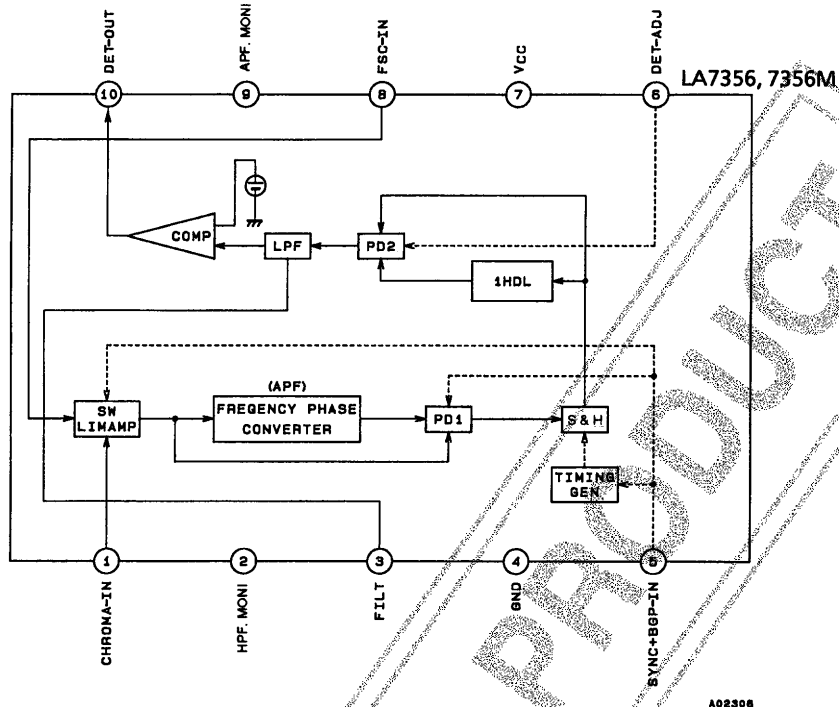 DET-OUT
APF. MONI
FSC-IN
VCC
DET-ADJ
LA7356, 7356M
10
9
8
7
6
COMP
LPF
PD2
1HDL
(APF)
SW
LIMAMP
FREGENCY PHASE
CONVERTER
PD1
S&H
TIMING
GEN
1
2
3
4
5
CHROMA-IN
HPF. MONI
FILT
GND
SYNC+BGP-IN
PRODUCT
A02306